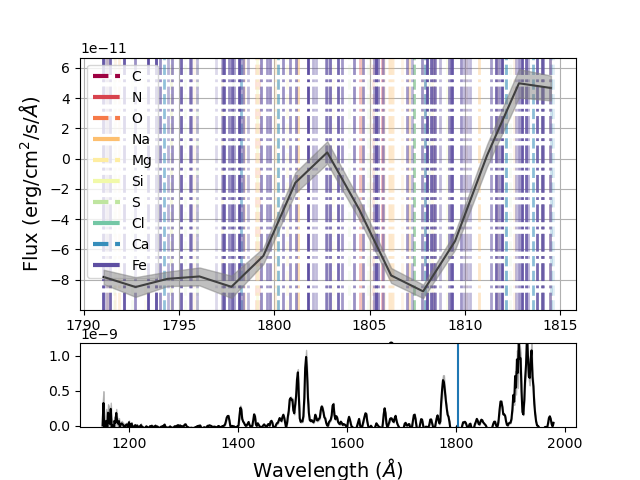 1e−11
6
4
2
0
−2
−4
−6
−8
Flux (erg/cm²/s/Å)
C
N
O
Na
Mg
Si
S
Cl
Ca
Fe
1790 1795 1800 1805 1810 1815
1e−9
1.0
0.5
0.0
1200 1400 1600 1800 2000
Wavelength (Å)